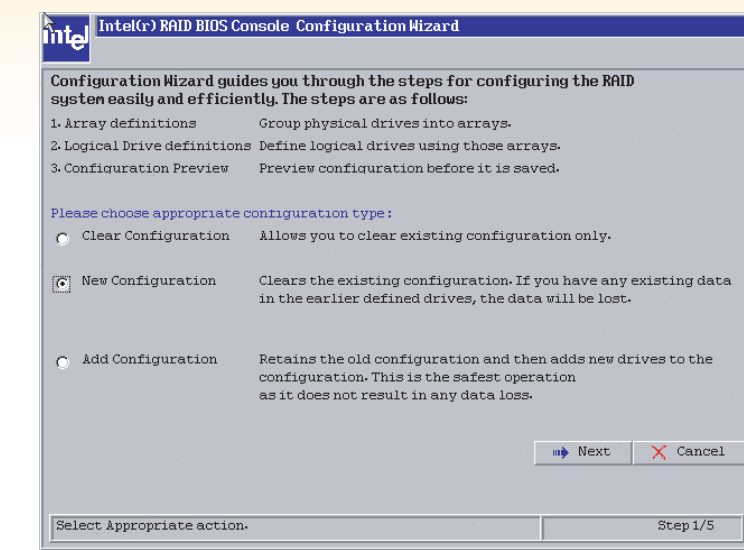 intel
Intel(r) RAID BIOS Console Configuration Wizard
Configuration Wizard guides you through the steps for configuring the RAID
system easily and efficiently. The steps are as follows:
1. Array definitions Group physical drives into arrays.
2. Logical Drive definitions Define logical drives using those arrays.
3. Configuration Preview Preview configuration before it is saved.
Please choose appropriate configuration type:
Clear Configuration Allows you to clear existing configuration only.
New Configuration Clears the existing configuration. If you have any existing data
in the earlier defined drives, the data will be lost.
Add Configuration Retains the old configuration and then adds new drives to the
configuration. This is the safest operation
as it does not result in any data loss.
Next Cancel
Select Appropriate action. Step 1/5